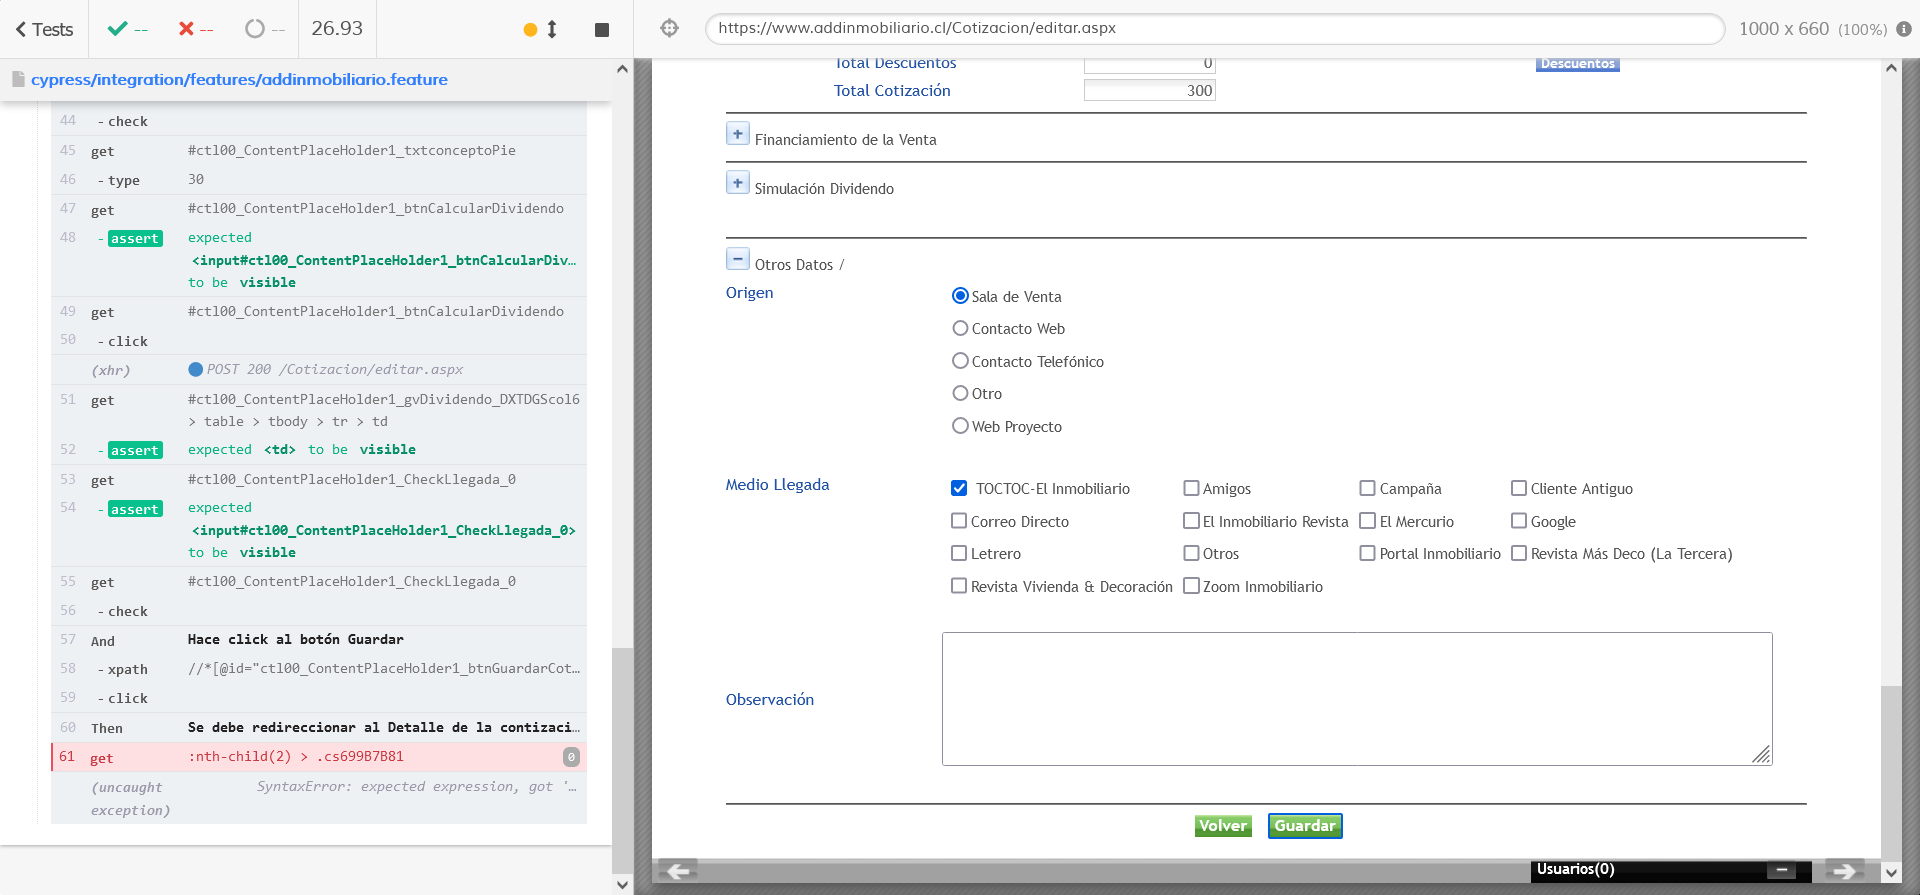 Tests
--
--
--
26.93
https://www.addinmobiliario.cl/Cotizacion/editar.aspx
1000 x 660 (100%)
cypress/integration/features/addinmobiliario.feature
44 - check
45 get #ctl00_ContentPlaceHolder1_txtconceptoPie
46 - type 30
47 get #ctl00_ContentPlaceHolder1_btnCalcularDividendo
48 - assert expected
<input#ctl00_ContentPlaceHolder1_btnCalcularDiv…
to be visible
49 get #ctl00_ContentPlaceHolder1_btnCalcularDividendo
50 - click
(xhr) POST 200 /Cotizacion/editar.aspx
51 get #ctl00_ContentPlaceHolder1_gvDividendo_DXTDGScol6
> table > tbody > tr > td
52 - assert expected <td> to be visible
53 get #ctl00_ContentPlaceHolder1_CheckLlegada_0
54 - assert expected
<input#ctl00_ContentPlaceHolder1_CheckLlegada_0>
to be visible
55 get #ctl00_ContentPlaceHolder1_CheckLlegada_0
56 - check
57 And Hace click al botón Guardar
58 - xpath //*[@id="ctl00_ContentPlaceHolder1_btnGuardarCot…
59 - click
60 Then Se debe redireccionar al Detalle de la contizaci…
61 get :nth-child(2) > .cs699B7B81 0
(uncaught SyntaxError: expected expression, got '…
exception)
Total Descuentos 0 Descuentos
Total Cotización 300
+ Financiamiento de la Venta
+ Simulación Dividendo
− Otros Datos /
Origen
Sala de Venta
Contacto Web
Contacto Telefónico
Otro
Web Proyecto
Medio Llegada
TOCTOC-El Inmobiliario Amigos Campaña Cliente Antiguo
Correo Directo El Inmobiliario Revista El Mercurio Google
Letrero Otros Portal Inmobiliario Revista Más Deco (La Tercera)
Revista Vivienda & Decoración Zoom Inmobiliario
Observación
Volver Guardar
Usuarios(0) −